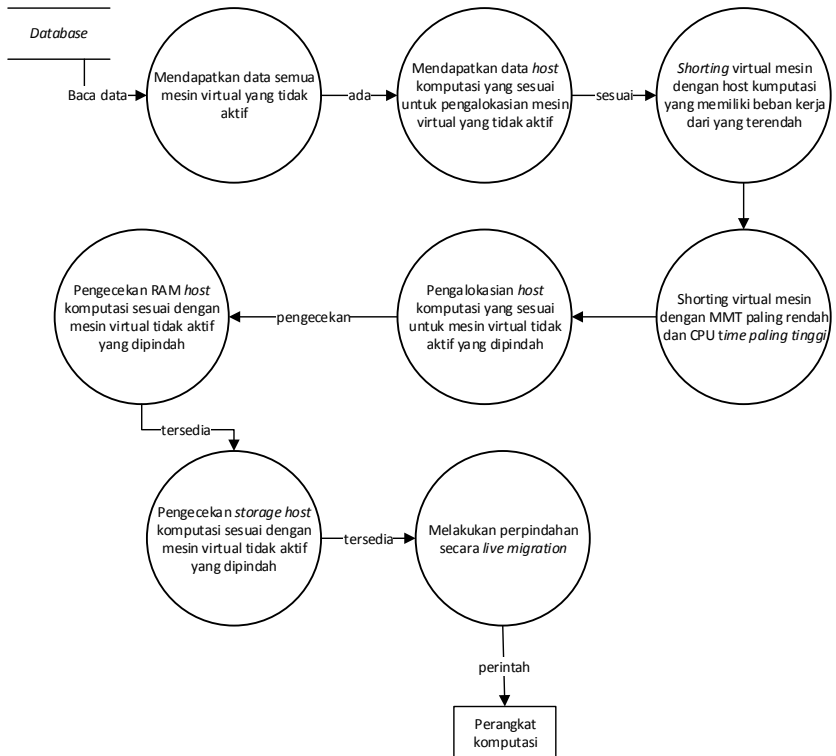 Database
Baca data
Mendapatkan data semua
mesin virtual yang tidak
aktif
ada
Mendapatkan data host
komputasi yang sesuai
untuk pengalokasian mesin
virtual yang tidak aktif
sesuai
Shorting virtual mesin
dengan host kumputasi
yang memiliki beban kerja
dari yang terendah
Shorting virtual mesin
dengan MMT paling rendah
dan CPU time paling tinggi
Pengalokasian host
komputasi yang sesuai
untuk mesin virtual tidak
aktif yang dipindah
pengecekan
Pengecekan RAM host
komputasi sesuai dengan
mesin virtual tidak aktif
yang dipindah
tersedia
Pengecekan storage host
komputasi sesuai dengan
mesin virtual tidak aktif
yang dipindah
tersedia
Melakukan perpindahan
secara live migration
perintah
Perangkat
komputasi